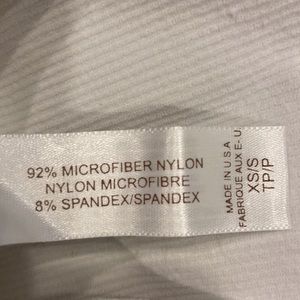 92% MICROFIBER NYLON
NYLON MICROFIBRE
8% SPANDEX/SPANDEX
MADE IN U.S.A
FABRIQUE AUX E-U.
XS/S
TP/P